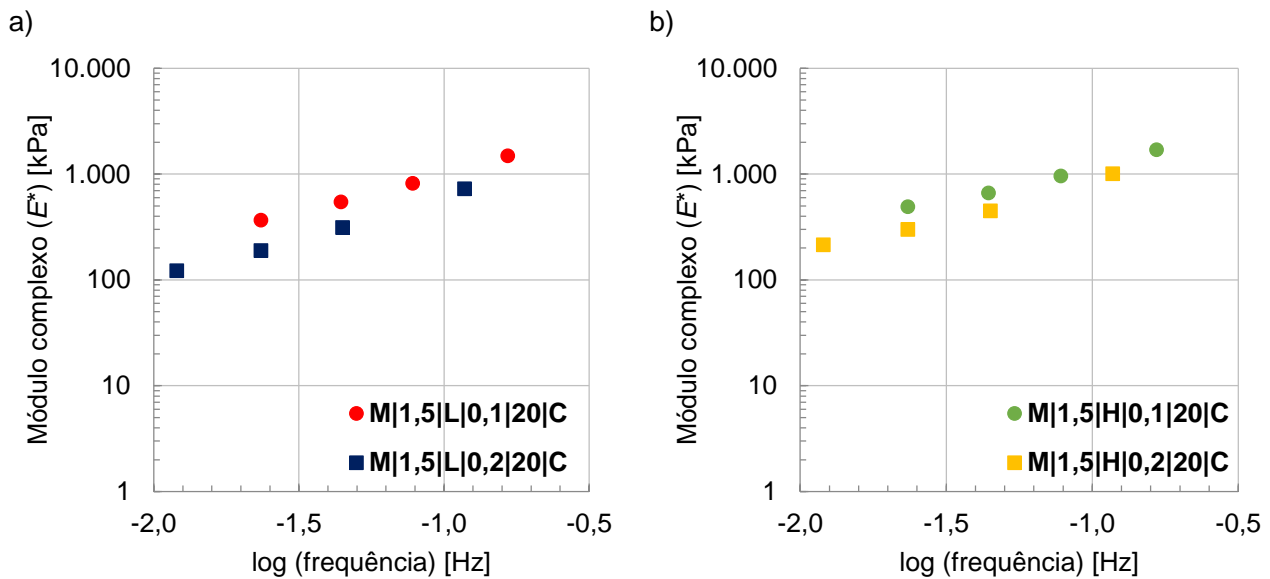 a)
Módulo complexo (E*) [kPa]
10.000
1.000
100
10
1
M|1,5|L|0,1|20|C
M|1,5|L|0,2|20|C
-2,0 -1,5 -1,0 -0,5
log (frequência) [Hz]
b)
Módulo complexo (E*) [kPa]
10.000
1.000
100
10
1
M|1,5|H|0,1|20|C
M|1,5|H|0,2|20|C
-2,0 -1,5 -1,0 -0,5
log (frequência) [Hz]